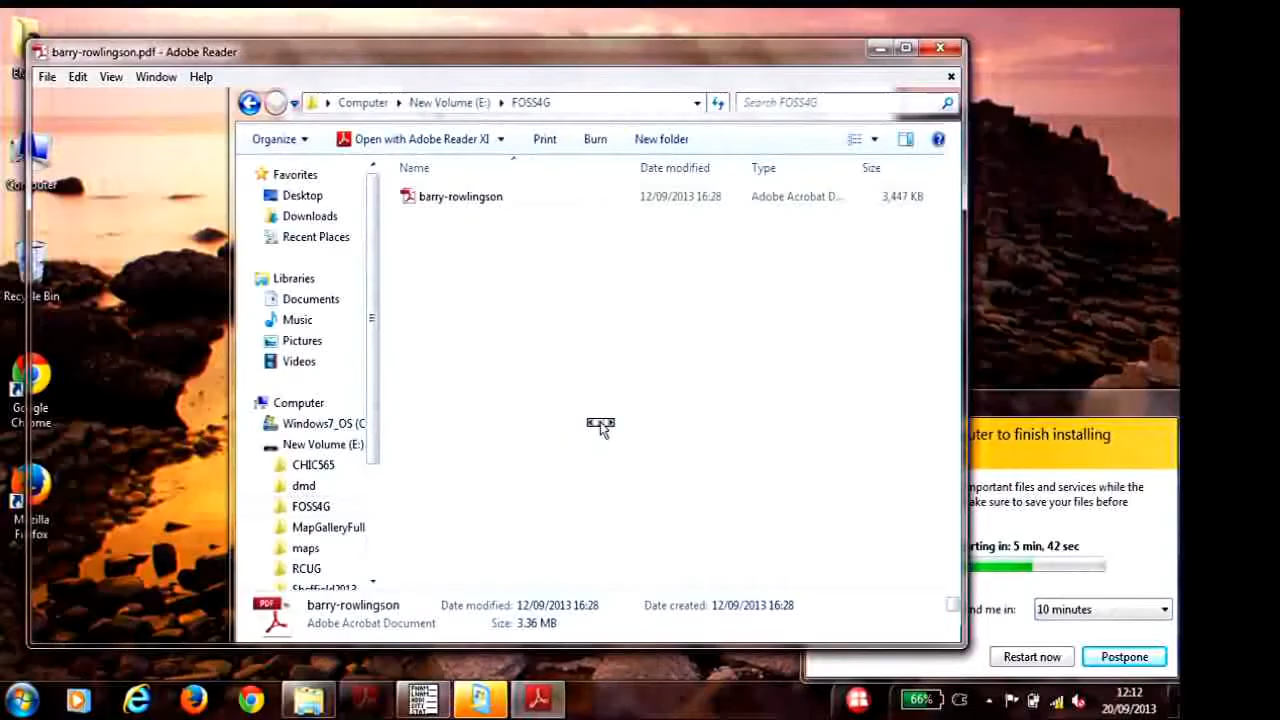 barry-rowlingson.pdf - Adobe Reader
File Edit View Window Help
Computer New Volume (E:) FOSS4G
Search FOSS4G
Organize Open with Adobe Reader XI Print Burn New folder
Name Date modified Type Size
barry-rowlingson 12/09/2013 16:28 Adobe Acrobat D... 3,447 KB
Favorites
Desktop
Downloads
Recent Places
Libraries
Documents
Music
Pictures
Videos
Computer
Windows7_OS (C
New Volume (E:)
CHICS65
dmd
FOSS4G
MapGalleryFull
maps
RCUG
Sheffield2013
PDF
barry-rowlingson Date modified: 12/09/2013 16:28 Date created: 12/09/2013 16:28
Adobe Acrobat Document Size: 3.36 MB
Computer
Recycle Bin
Google
Chrome
Mozilla
Firefox
uter to finish installing
mportant files and services while the
ake sure to save your files before
rting in: 5 min, 42 sec
nd me in: 10 minutes
Restart now Postpone
66%
12:12
20/09/2013